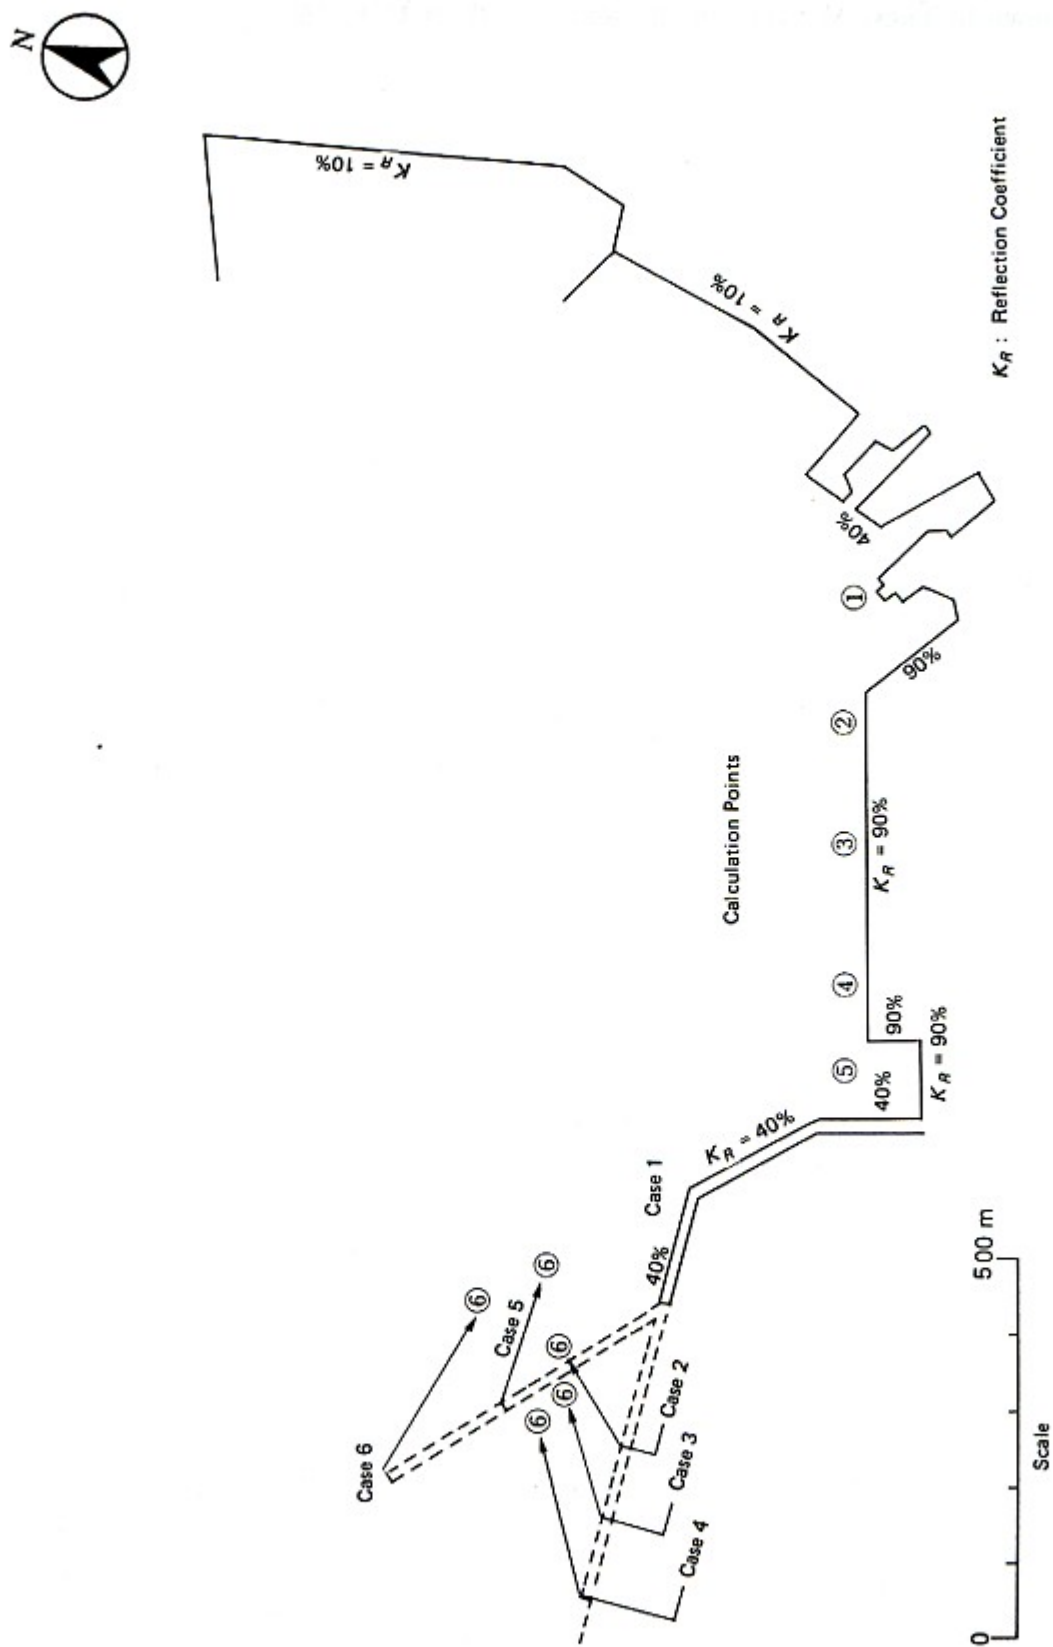 N
K_R = 10%
K_R = 10%
K_R : Reflection Coefficient
40%
①
90%
②
Calculation Points
③
K_R = 90%
④
90%
⑤
K_R = 90%
40%
K_R = 40%
Case 1
40%
⑥
⑥
Case 5
⑥
⑥
⑥
Case 6
Case 2
Case 3
Case 4
0
500 m
Scale